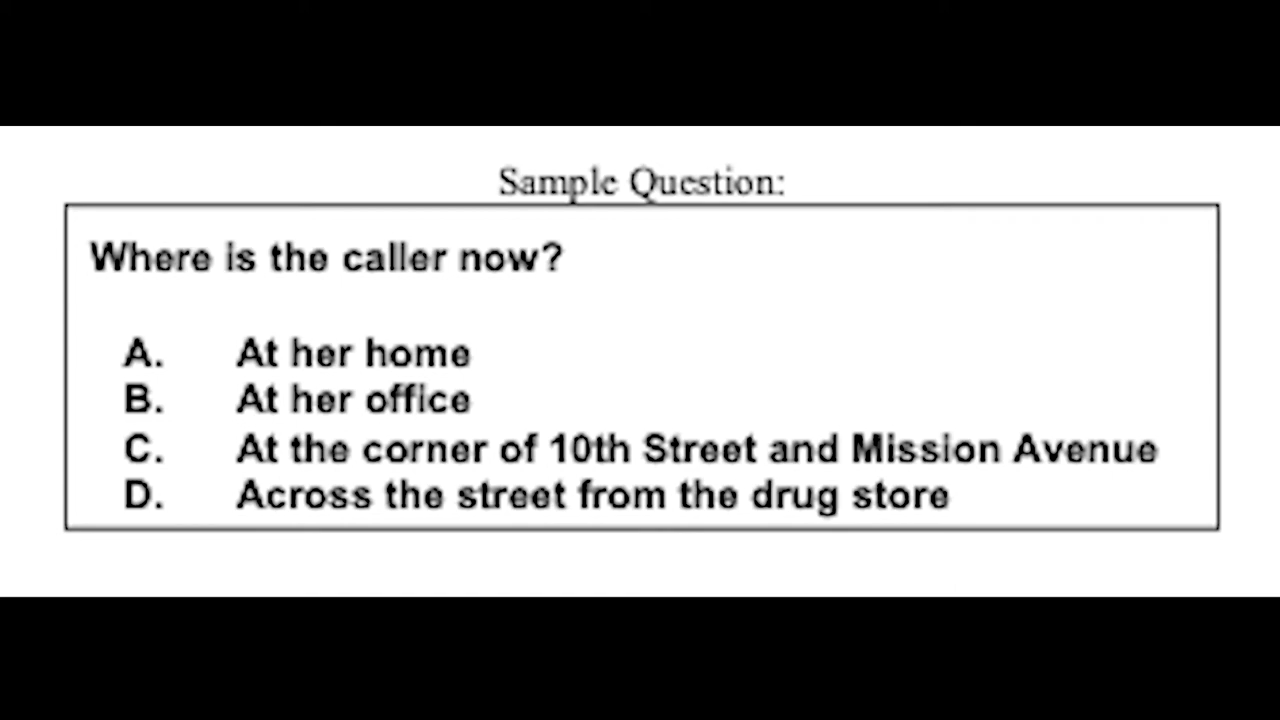 Sample Question:
Where is the caller now?
A. At her home
B. At her office
C. At the corner of 10th Street and Mission Avenue
D. Across the street from the drug store